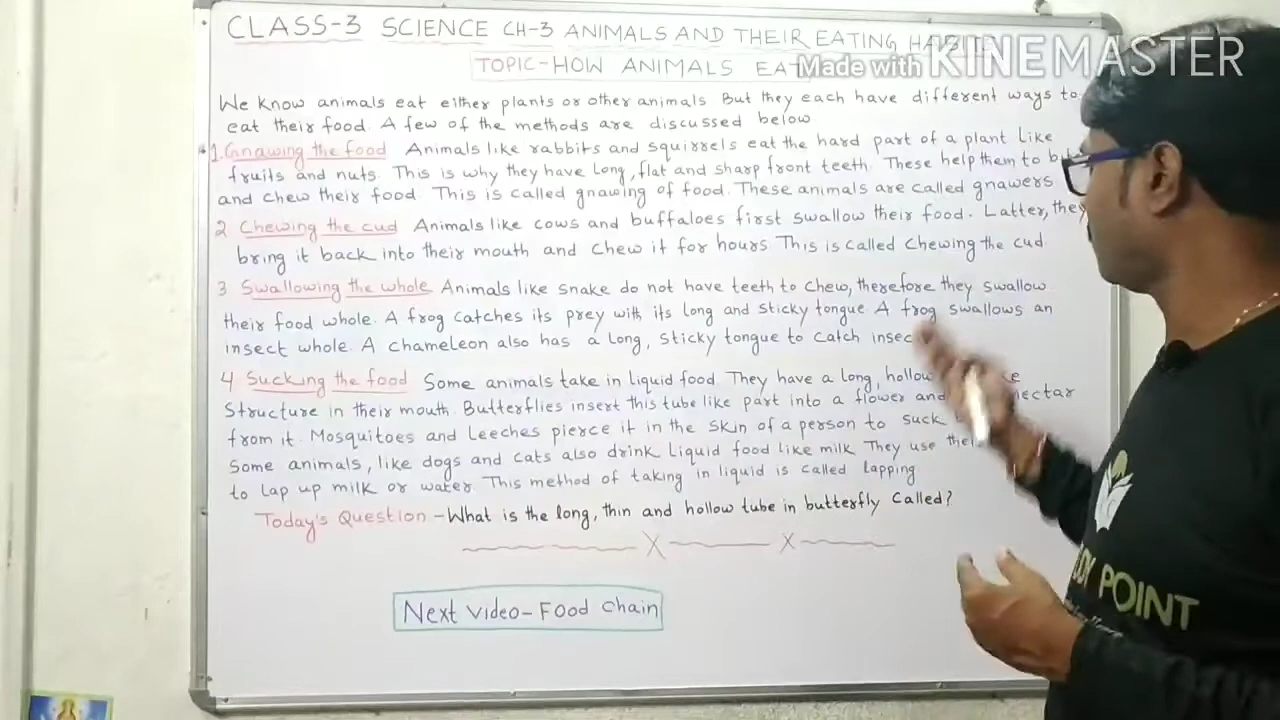 CLASS-3 SCIENCE CH-3 ANIMALS AND THEIR EATING
TOPIC-HOW ANIMALS EAT
Made with KINEMASTER
We know animals eat either plants or other animals But they each have different ways to
eat their food. A few of the methods are discussed below
1. Gnawing the food Animals like rabbits and squirrels eat the hard part of a plant like
fruits and nuts. This is why they have long, flat and sharp front teeth. These help them to
and chew their food. This is called gnawing of food. These animals are called gnawers
2 Chewing the cud Animals like cows and buffaloes first swallow their food. Latter, they
bring it back into their mouth and chew it for hours. This is called chewing the cud.
3 Swallowing the whole Animals like snake do not have teeth to chew, therefore they swallow
their food whole. A frog catches its prey with its long and sticky tongue A frog swallows an
insect whole. A chameleon also has a long, sticky tongue to catch
4 Sucking the food Some animals take in liquid food. They have a long,
structure in their mouth. Butterflies insert this tube like part into a flower and nectar
from it. Mosquitoes and leeches pierce it in the skin of a person to suck
Some animals, like dogs and cats also drink liquid food like milk. They use
to lap up milk or water. This method of taking in liquid is called lapping
Today's Question - What is the long, thin and hollow tube in butterfly called?
Next video - Food chain
POINT